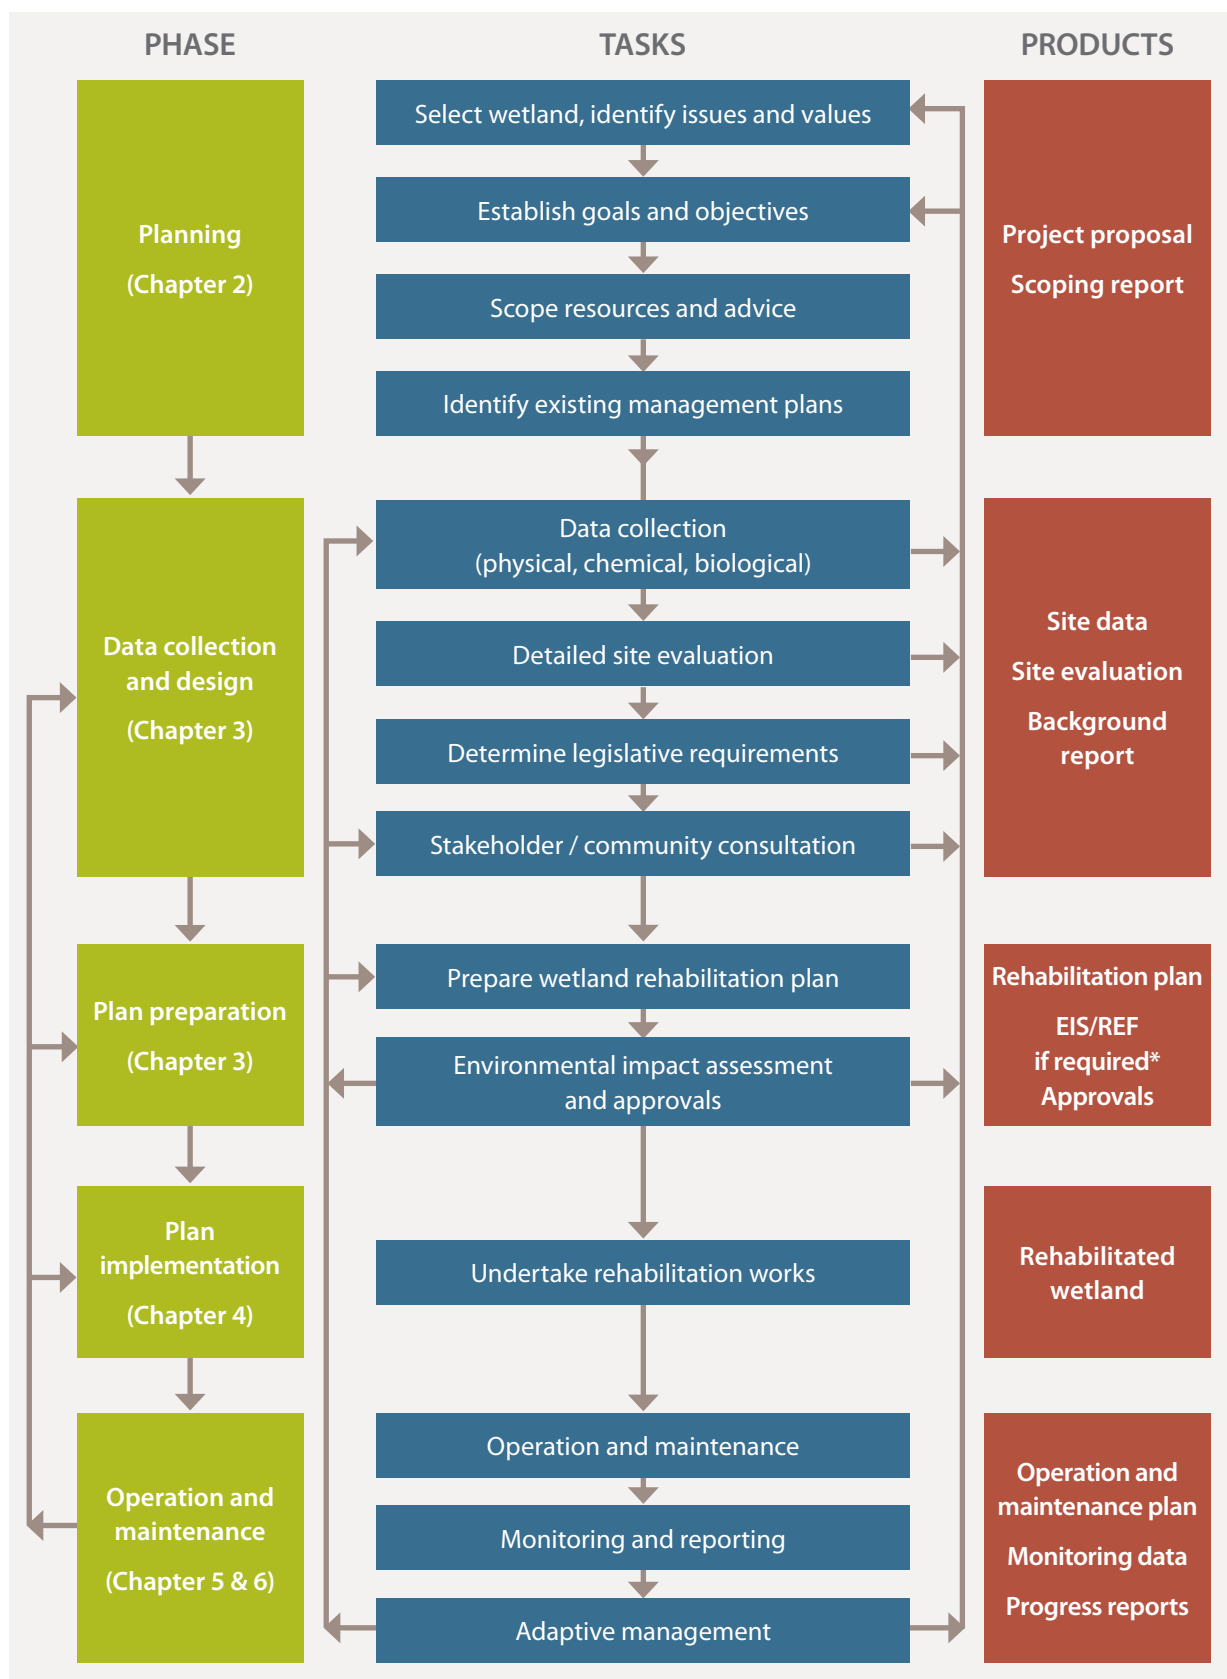 PHASE
TASKS
PRODUCTS
Planning
(Chapter 2)
Select wetland, identify issues and values
Establish goals and objectives
Scope resources and advice
Identify existing management plans
Project proposal
Scoping report
Data collection
and design
(Chapter 3)
Data collection
(physical, chemical, biological)
Detailed site evaluation
Determine legislative requirements
Stakeholder / community consultation
Site data
Site evaluation
Background
report
Plan preparation
(Chapter 3)
Prepare wetland rehabilitation plan
Environmental impact assessment
and approvals
Rehabilitation plan
EIS/REF
if required*
Approvals
Plan
implementation
(Chapter 4)
Undertake rehabilitation works
Rehabilitated
wetland
Operation and
maintenance
(Chapter 5 & 6)
Operation and maintenance
Monitoring and reporting
Adaptive management
Operation and
maintenance plan
Monitoring data
Progress reports